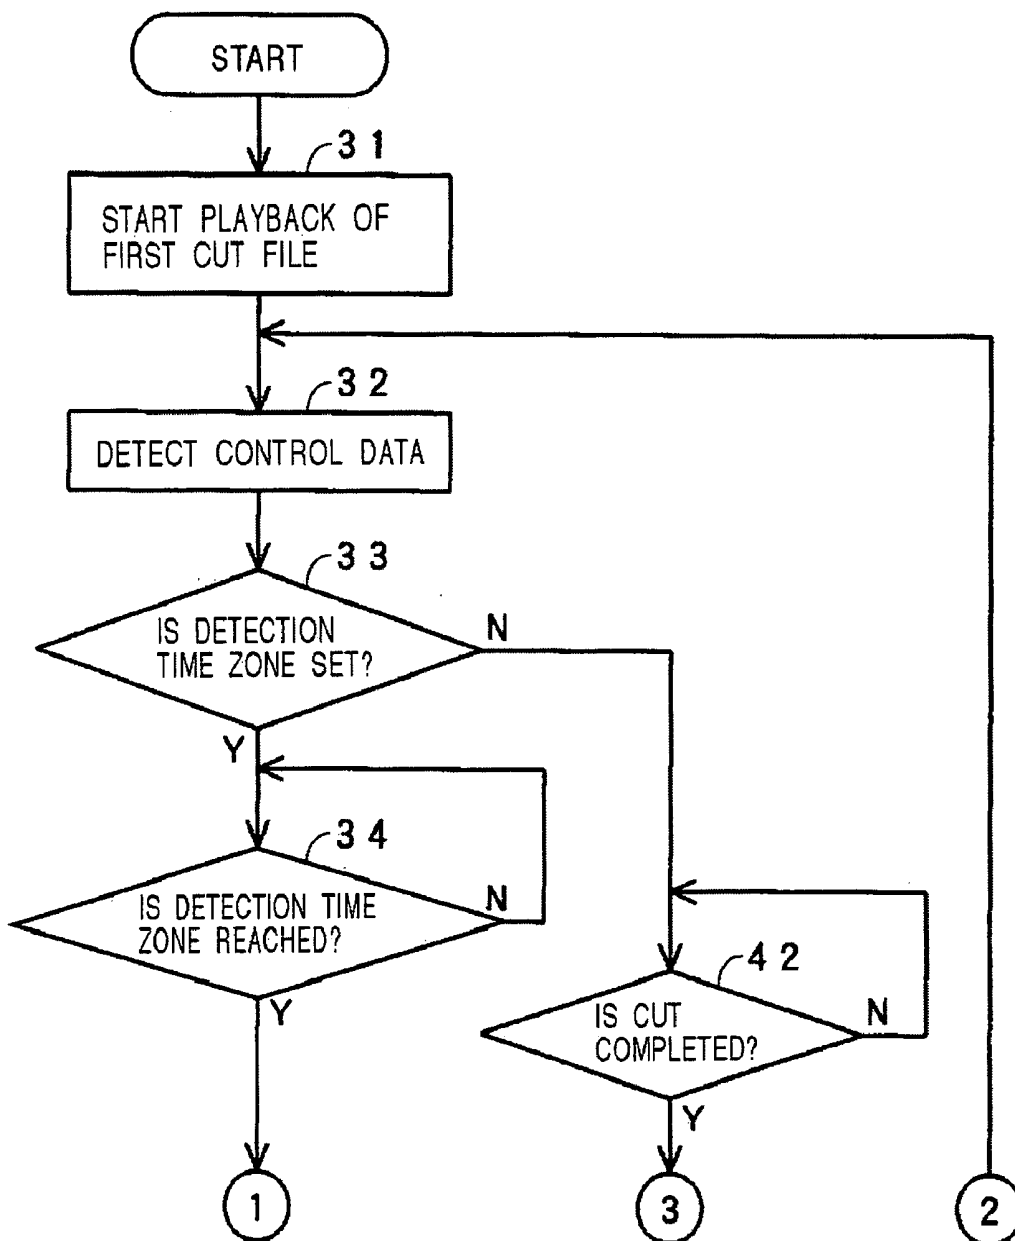 START
31
START PLAYBACK OF
FIRST CUT FILE
32
DETECT CONTROL DATA
33
IS DETECTION
TIME ZONE SET?
N
Y
34
IS DETECTION TIME
ZONE REACHED?
N
Y
42
IS CUT
COMPLETED?
N
Y
1
3
2